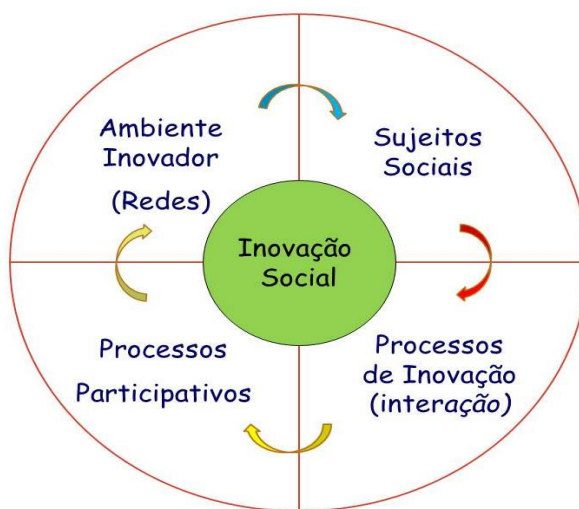 Ambiente
Inovador
(Redes)
Sujeitos
Sociais
Inovação
Social
Processos
Participativos
Processos
de Inovação
(interação)